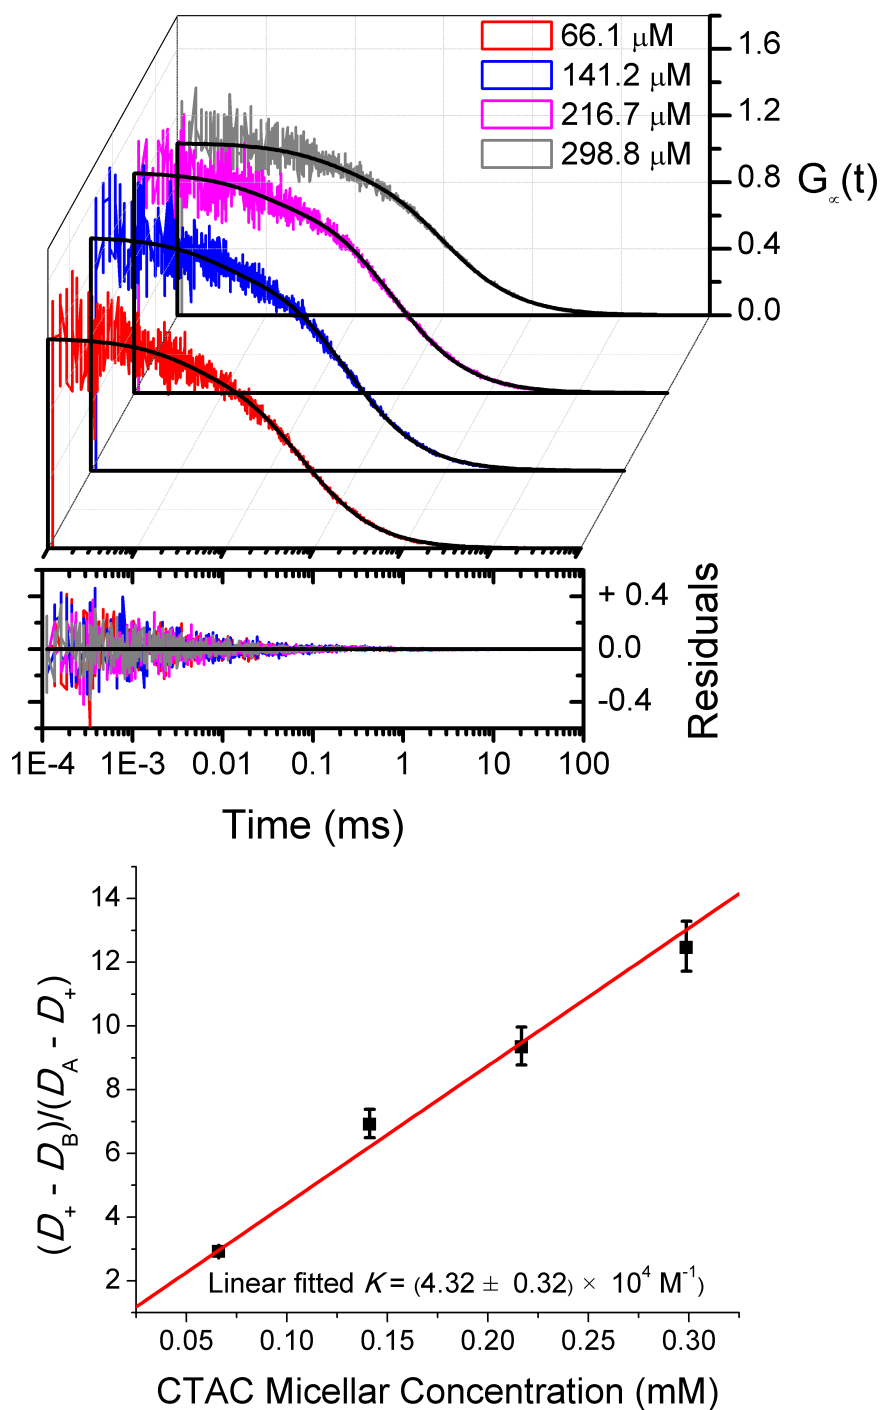 66.1 μM
141.2 μM
216.7 μM
298.8 μM
1.6
1.2
0.8
0.4
0.0
G∝(t)
+ 0.4
0.0
-0.4
Residuals
1E-4 1E-3 0.01 0.1 1 10 100
Time (ms)
14
12
10
8
6
4
2
(D+ - DB)/(DA - D+)
Linear fitted K = (4.32 ± 0.32) × 10⁴ M⁻¹)
0.05 0.10 0.15 0.20 0.25 0.30
CTAC Micellar Concentration (mM)